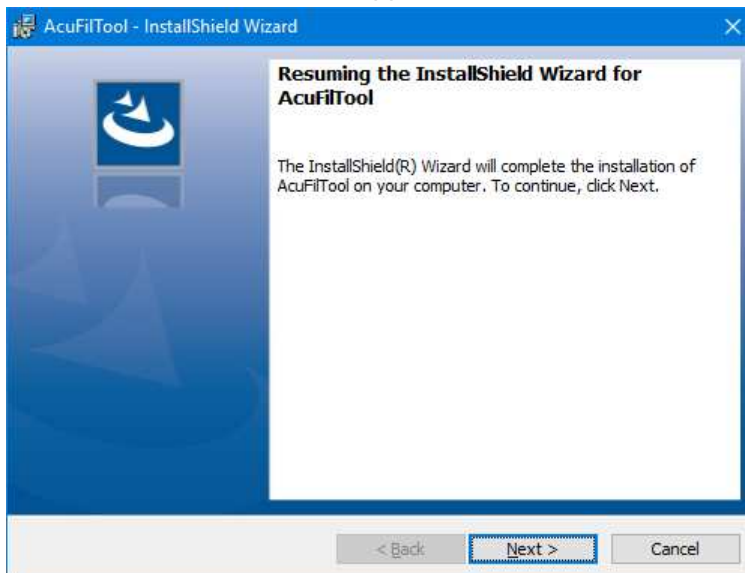 AcuFilTool - InstallShield Wizard
Resuming the InstallShield Wizard for
AcuFilTool
The InstallShield(R) Wizard will complete the installation of
AcuFilTool on your computer. To continue, click Next.
< Back
Next >
Cancel